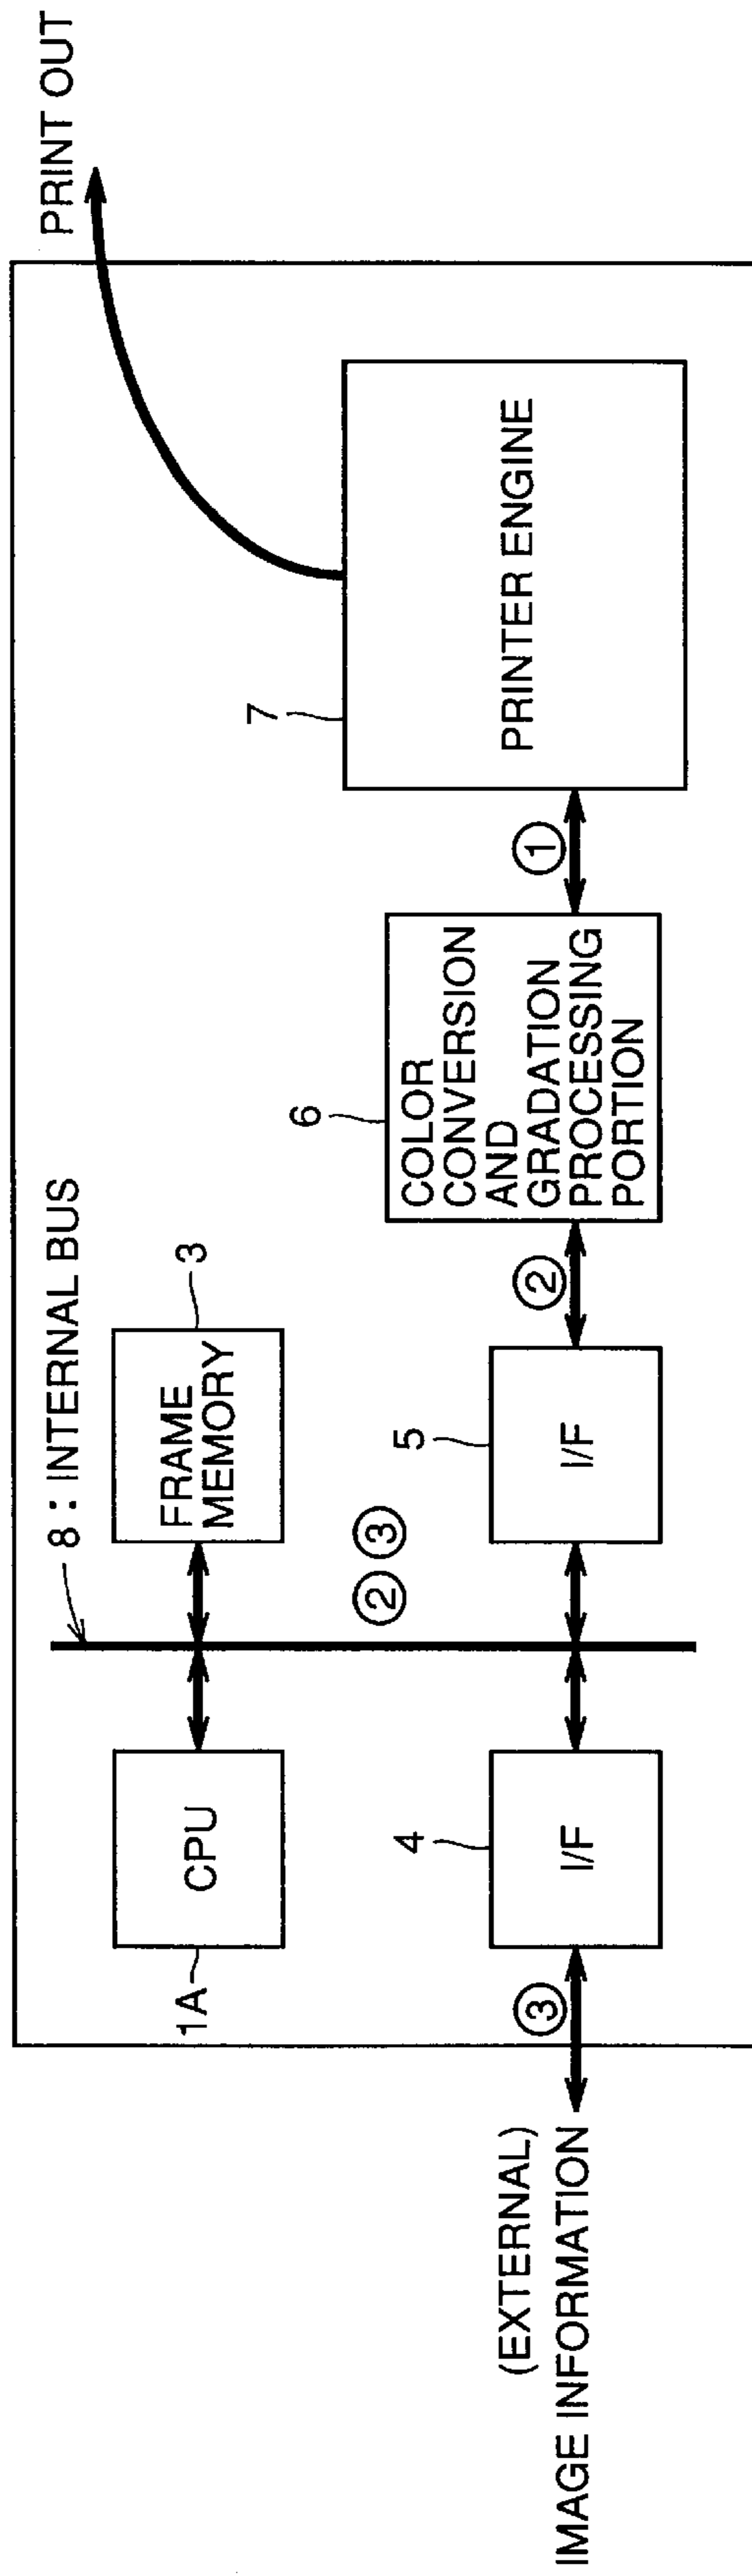 PRINT OUT
8 : INTERNAL BUS
1A
CPU
FRAME
MEMORY
3
7
PRINTER ENGINE
6
COLOR
CONVERSION
AND
GRADATION
PROCESSING
PORTION
② ③
4
I/F
5
I/F
③
②
①
(EXTERNAL)
IMAGE INFORMATION